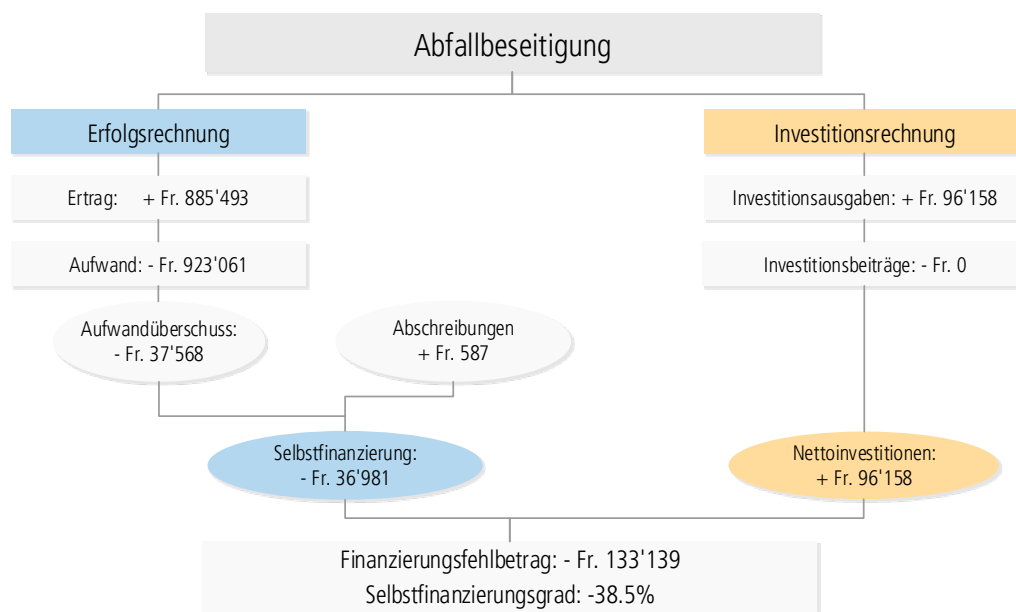 Abfallbeseitigung
Erfolgsrechnung
Investitionsrechnung
Ertrag: + Fr. 885'493
Investitionsausgaben: + Fr. 96'158
Aufwand: - Fr. 923'061
Investitionsbeiträge: - Fr. 0
Aufwandüberschuss:
- Fr. 37'568
Abschreibungen
+ Fr. 587
Selbstfinanzierung:
- Fr. 36'981
Nettoinvestitionen:
+ Fr. 96'158
Finanzierungsfehlbetrag: - Fr. 133'139
Selbstfinanzierungsgrad: -38.5%